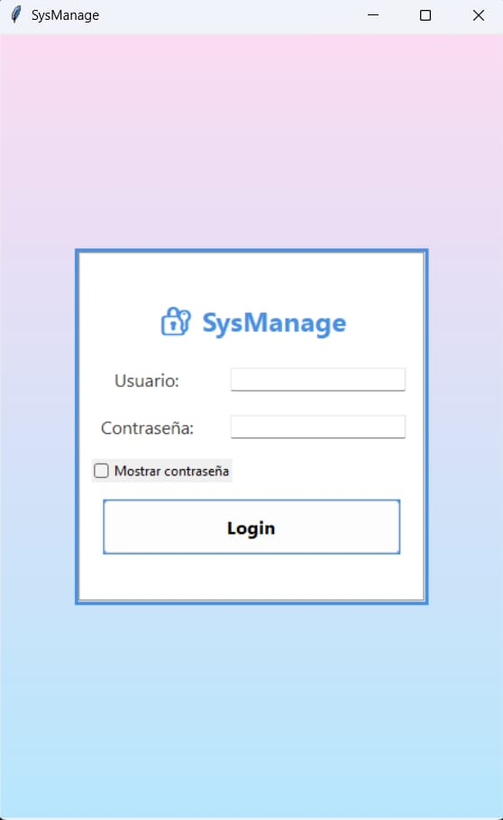 SysManage
SysManage
Usuario:
Contraseña:
Mostrar contraseña
Login